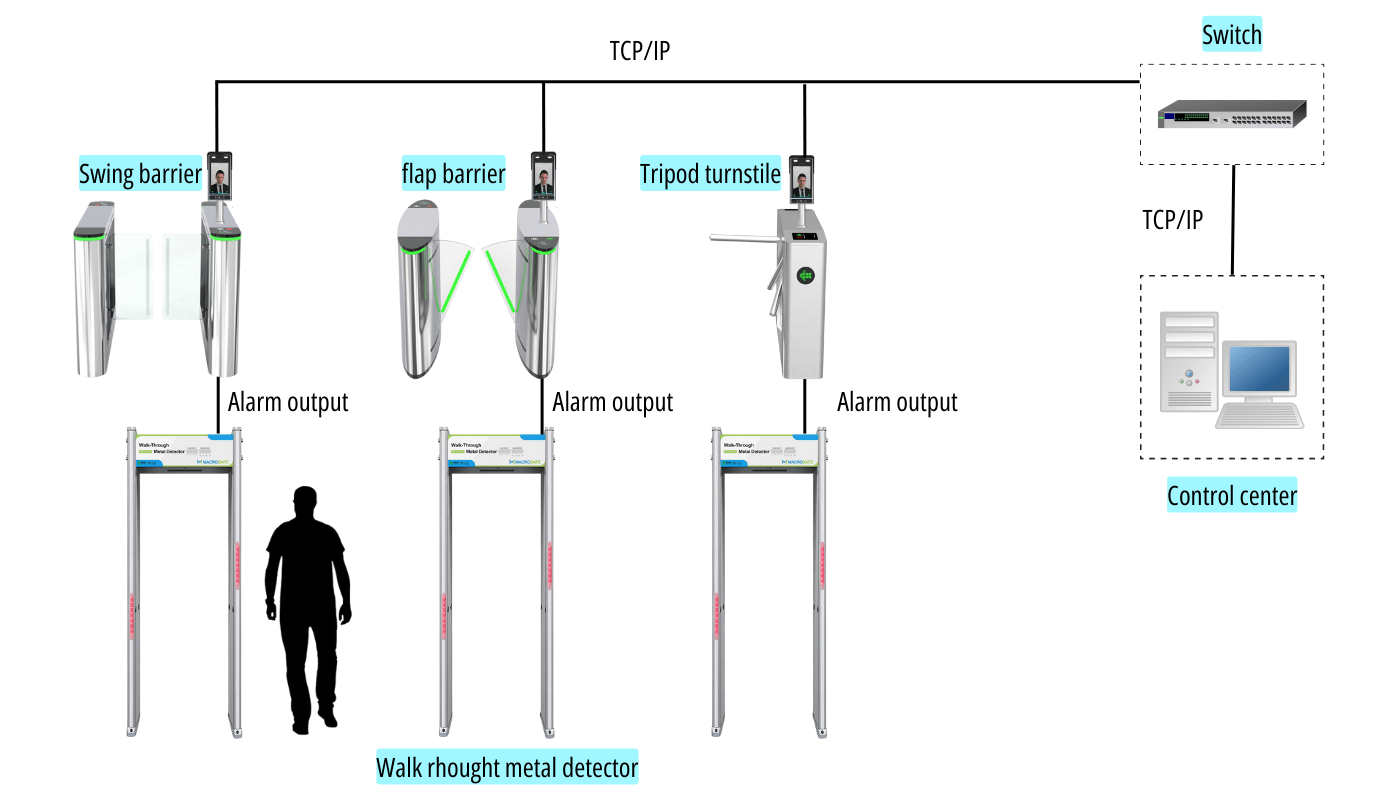 Switch
TCP/IP
Swing barrier
flap barrier
Tripod turnstile
TCP/IP
Alarm output
Alarm output
Alarm output
Walk-Through
Metal Detector
MACROSAFE
Walk-Through
Metal Detector
MACROSAFE
Walk-Through
Metal Detector
MACROSAFE
Control center
Walk rhought metal detector